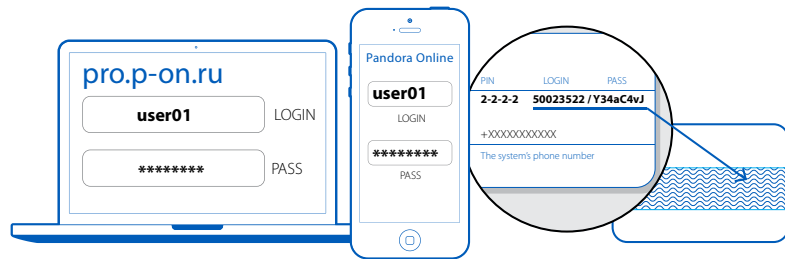 pro.p-on.ru
user01 LOGIN
******** PASS
Pandora Online
user01
LOGIN
********
PASS
PIN LOGIN PASS
2-2-2-2 50023522 / Y34aC4vJ
+XXXXXXXXXXX
The system's phone number